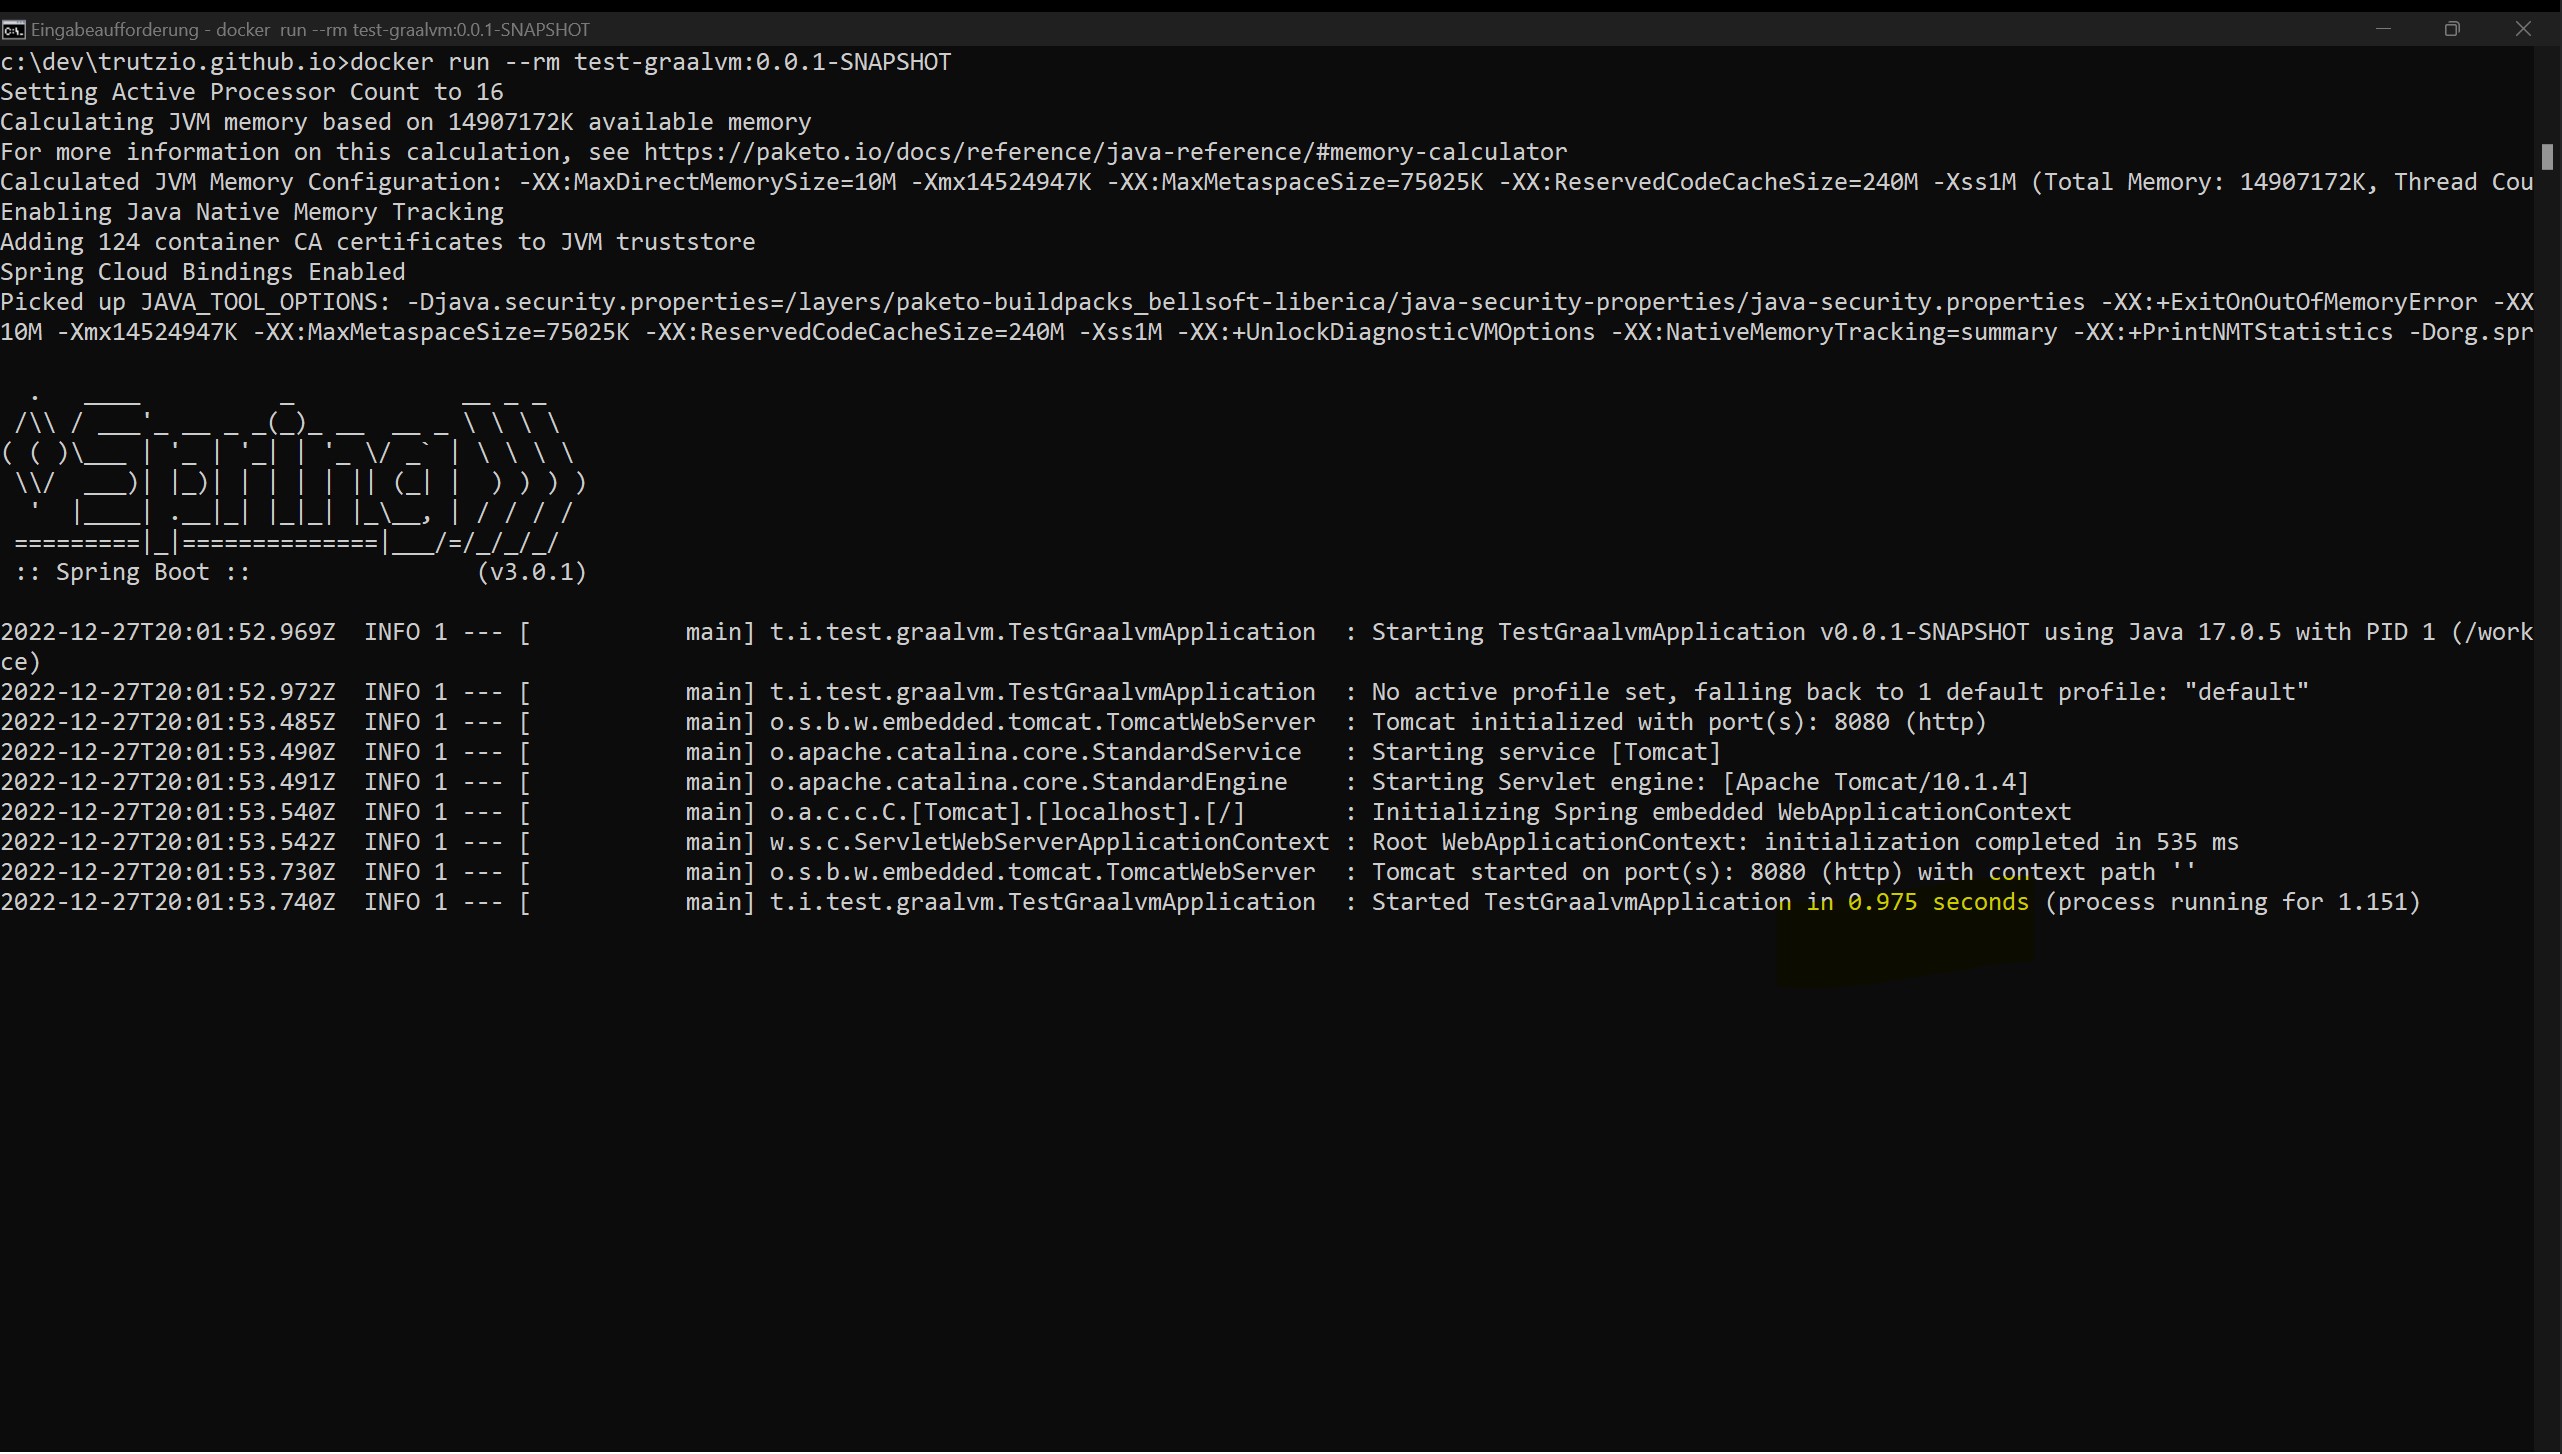 Eingabeaufforderung - docker  run --rm test-graalvm:0.0.1-SNAPSHOT
c:\dev\trutzio.github.io>docker run --rm test-graalvm:0.0.1-SNAPSHOT
Setting Active Processor Count to 16
Calculating JVM memory based on 14907172K available memory
For more information on this calculation, see https://paketo.io/docs/reference/java-reference/#memory-calculator
Calculated JVM Memory Configuration: -XX:MaxDirectMemorySize=10M -Xmx14524947K -XX:MaxMetaspaceSize=75025K -XX:ReservedCodeCacheSize=240M -Xss1M (Total Memory: 14907172K, Thread Cou
Enabling Java Native Memory Tracking
Adding 124 container CA certificates to JVM truststore
Spring Cloud Bindings Enabled
Picked up JAVA_TOOL_OPTIONS: -Djava.security.properties=/layers/paketo-buildpacks_bellsoft-liberica/java-security-properties/java-security.properties -XX:+ExitOnOutOfMemoryError -XX
10M -Xmx14524947K -XX:MaxMetaspaceSize=75025K -XX:ReservedCodeCacheSize=240M -Xss1M -XX:+UnlockDiagnosticVMOptions -XX:NativeMemoryTracking=summary -XX:+PrintNMTStatistics -Dorg.spr
  .   ____          _            __ _ _
 /\\ / ___'_ __ _ _(_)_ __  __ _ \ \ \ \
( ( )\___ | '_ | '_| | '_ \/ _` | \ \ \ \
 \\/  ___)| |_)| | | | | || (_| |  ) ) ) )
  '  |____| .__|_| |_|_| |_\__, | / / / /
 =========|_|==============|___/=/_/_/_/
 :: Spring Boot ::                (v3.0.1)
2022-12-27T20:01:52.969Z  INFO 1 --- [           main] t.i.test.graalvm.TestGraalvmApplication  : Starting TestGraalvmApplication v0.0.1-SNAPSHOT using Java 17.0.5 with PID 1 (/work
ce)
2022-12-27T20:01:52.972Z  INFO 1 --- [           main] t.i.test.graalvm.TestGraalvmApplication  : No active profile set, falling back to 1 default profile: "default"
2022-12-27T20:01:53.485Z  INFO 1 --- [           main] o.s.b.w.embedded.tomcat.TomcatWebServer  : Tomcat initialized with port(s): 8080 (http)
2022-12-27T20:01:53.490Z  INFO 1 --- [           main] o.apache.catalina.core.StandardService   : Starting service [Tomcat]
2022-12-27T20:01:53.491Z  INFO 1 --- [           main] o.apache.catalina.core.StandardEngine    : Starting Servlet engine: [Apache Tomcat/10.1.4]
2022-12-27T20:01:53.540Z  INFO 1 --- [           main] o.a.c.c.C.[Tomcat].[localhost].[/]       : Initializing Spring embedded WebApplicationContext
2022-12-27T20:01:53.542Z  INFO 1 --- [           main] w.s.c.ServletWebServerApplicationContext : Root WebApplicationContext: initialization completed in 535 ms
2022-12-27T20:01:53.730Z  INFO 1 --- [           main] o.s.b.w.embedded.tomcat.TomcatWebServer  : Tomcat started on port(s): 8080 (http) with context path ''
2022-12-27T20:01:53.740Z  INFO 1 --- [           main] t.i.test.graalvm.TestGraalvmApplication  : Started TestGraalvmApplication in 0.975 seconds (process running for 1.151)